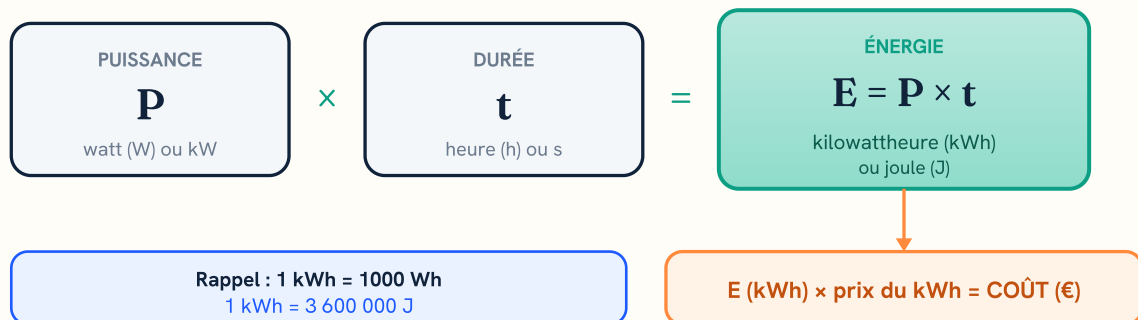 PUISSANCE
P
watt (W) ou kW
×
DURÉE
t
heure (h) ou s
=
ÉNERGIE
E = P × t
kilowattheure (kWh)
ou joule (J)
Rappel : 1 kWh = 1000 Wh
1 kWh = 3 600 000 J
E (kWh) × prix du kWh = COÛT (€)